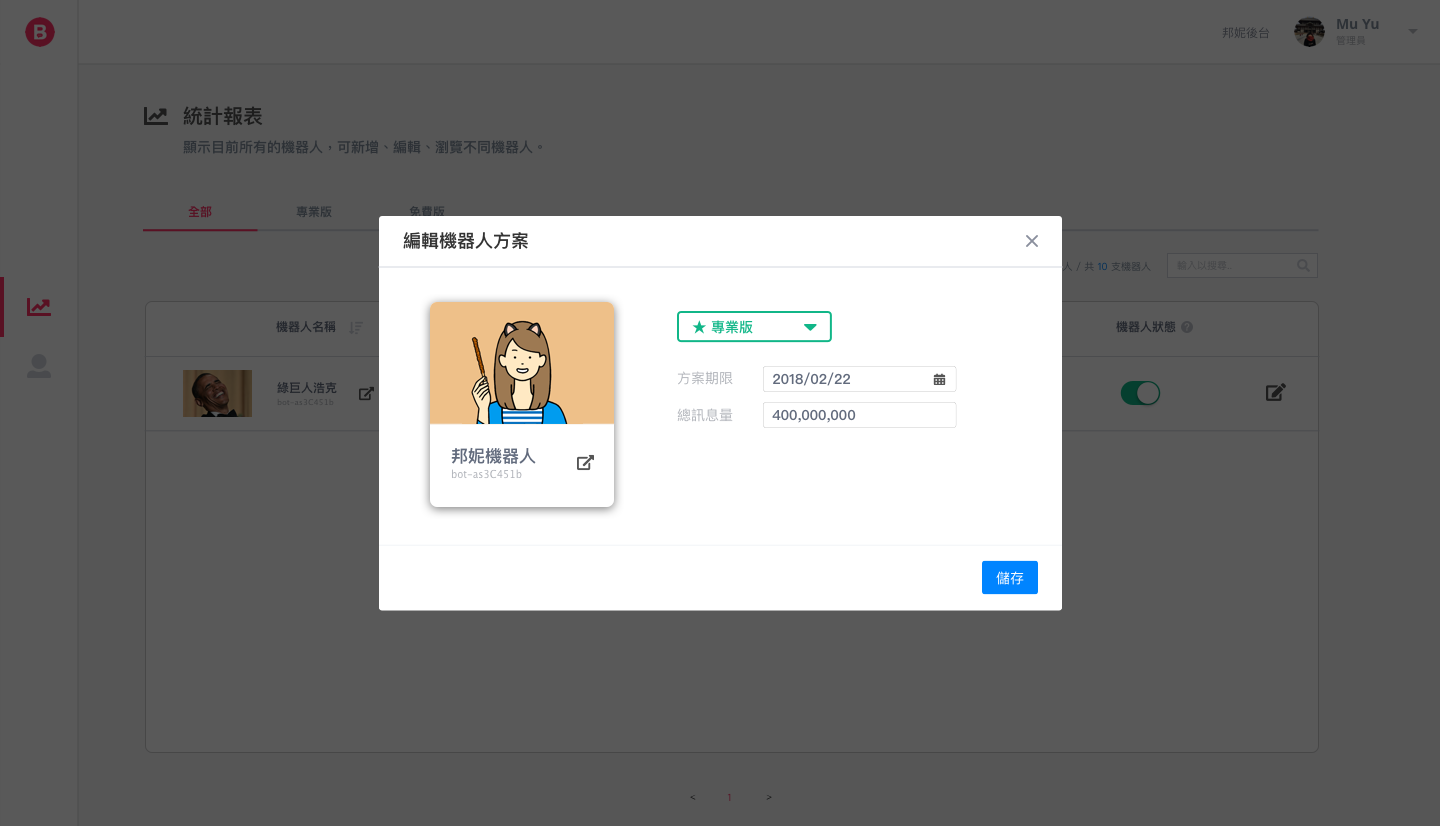 B
邦妮後台
Mu Yu
管理員
統計報表
顯示目前所有的機器人，可新增、編輯、瀏覽不同機器人。
全部 專業版 免費版
人 / 共 10 支機器人 輸入以搜尋...
機器人名稱 機器人狀態
綠巨人浩克
bot-as3C451b
編輯機器人方案
邦妮機器人
bot-as3C451b
★ 專業版
方案期限 2018/02/22
總訊息量 400,000,000
儲存
< 1 >